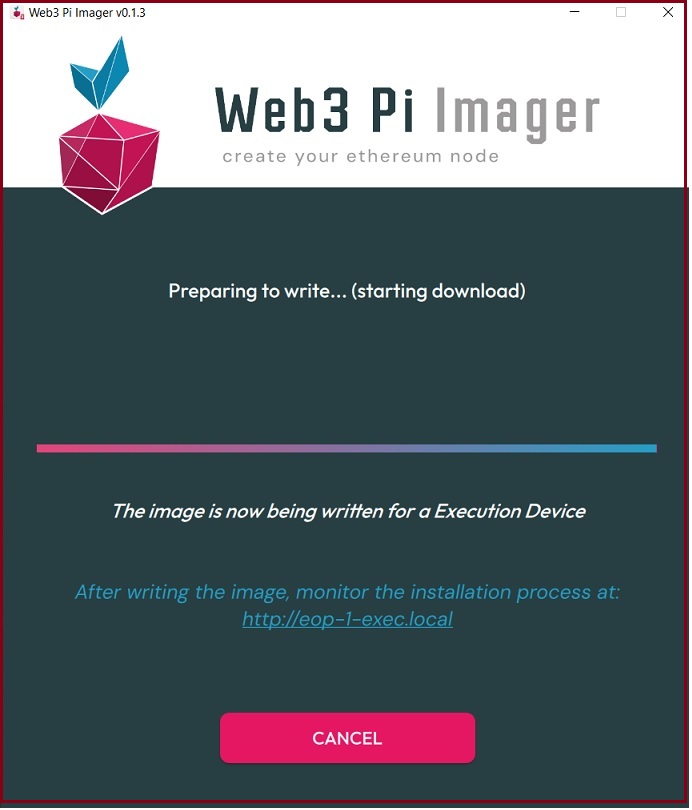 Web3 Pi Imager v0.1.3
Web3 Pi Imager
create your ethereum node
Preparing to write... (starting download)
The image is now being written for a Execution Device
After writing the image, monitor the installation process at:
http://eop-1-exec.local
CANCEL